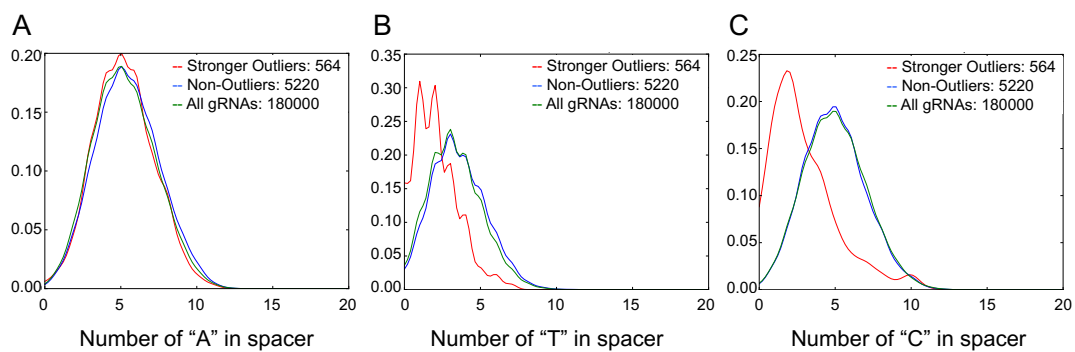 A
0.20
0.15
0.10
0.05
0.00
0
5
10
15
20
Stronger Outliers: 564
Non-Outliers: 5220
All gRNAs: 180000
Number of “A” in spacer
B
0.35
0.30
0.25
0.20
0.15
0.10
0.05
0.00
0
5
10
15
20
Stronger Outliers: 564
Non-Outliers: 5220
All gRNAs: 180000
Number of “T” in spacer
C
0.25
0.20
0.15
0.10
0.05
0.00
0
5
10
15
20
Stronger Outliers: 564
Non-Outliers: 5220
All gRNAs: 180000
Number of “C” in spacer